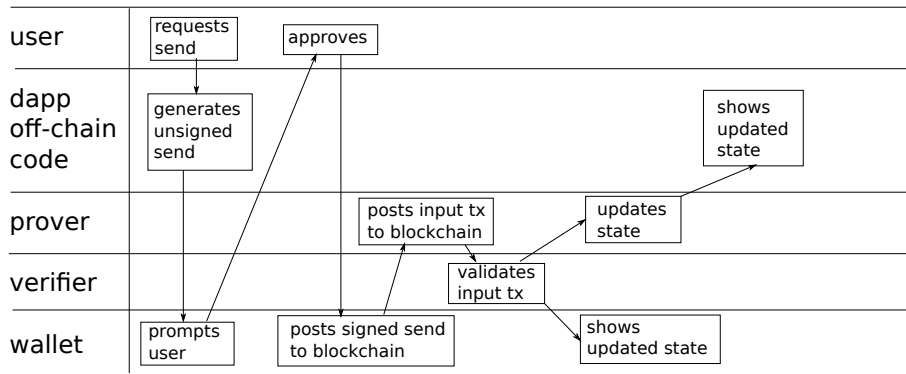 user
requests
send
approves
dapp
off-chain
code
generates
unsigned
send
shows
updated
state
prover
posts input tx
to blockchain
updates
state
verifier
validates
input tx
wallet
prompts
user
posts signed send
to blockchain
shows
updated state